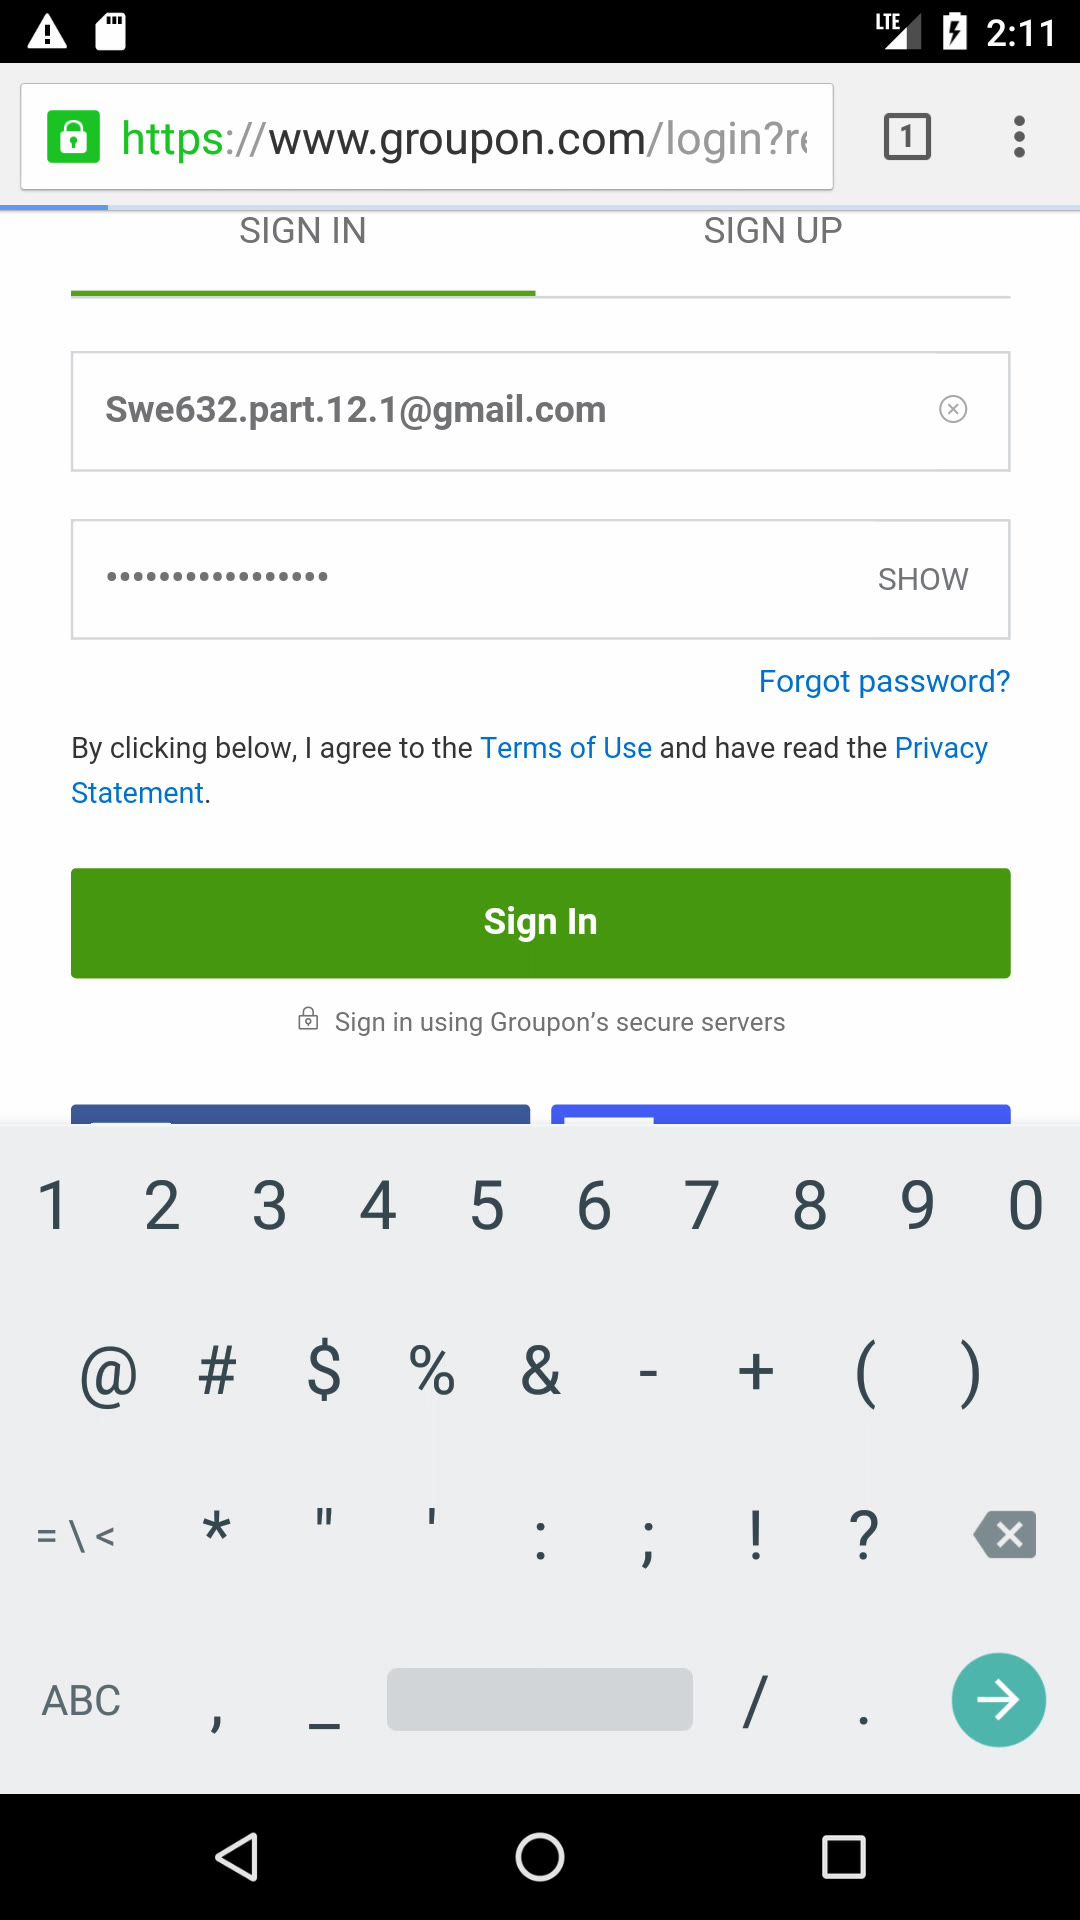 LTE 2:11
https://www.groupon.com/login?re
1
SIGN IN SIGN UP
Swe632.part.12.1@gmail.com
••••••••••••••••• SHOW
Forgot password?
By clicking below, I agree to the Terms of Use and have read the Privacy
Statement.
Sign In
Sign in using Groupon’s secure servers
1 2 3 4 5 6 7 8 9 0
@ # $ % & - + ( )
= \ < * " ' : ; ! ?
ABC , _ / .